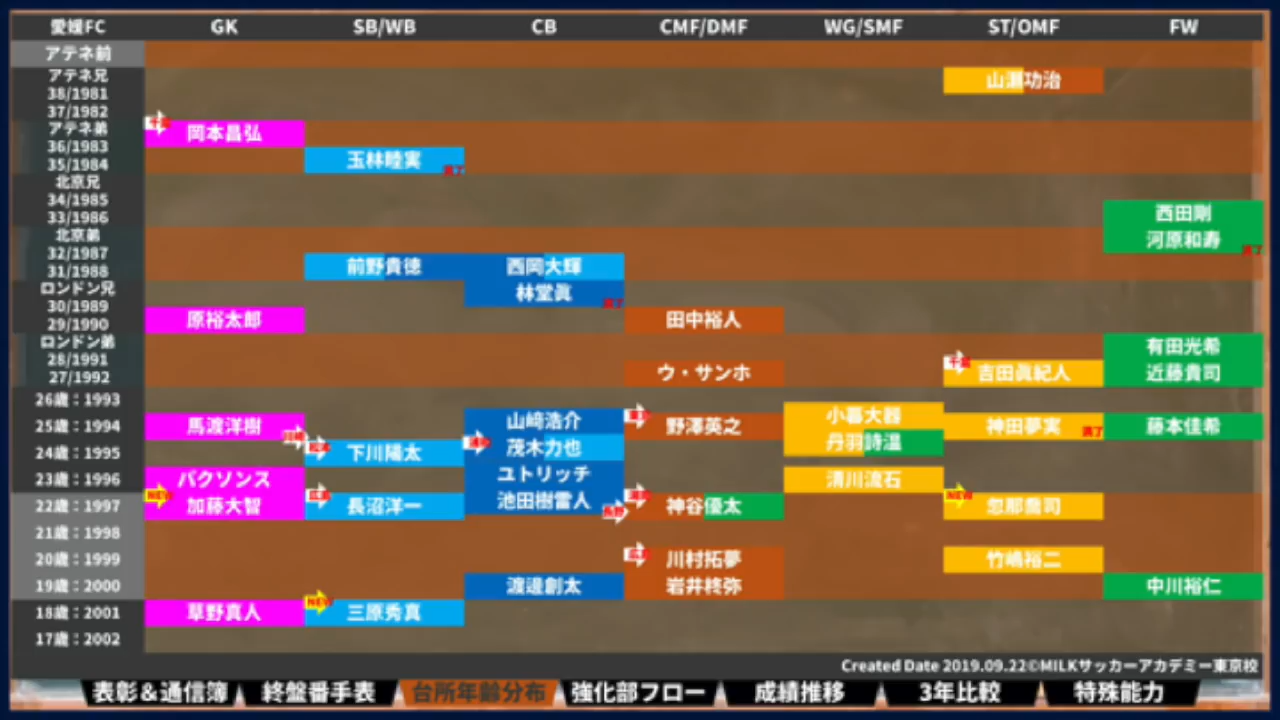 愛媛FC GK SB/WB CB CMF/DMF WG/SMF ST/OMF FW
アテネ前
アテネ兄
38/1981 山瀬功治
37/1982
アテネ弟 岡本昌弘
36/1983
35/1984 玉林睦実
北京兄
34/1985 西田剛
33/1986
北京弟 河原和寿
32/1987
31/1988 前野貴徳 西岡大輝
ロンドン兄 林堂眞
30/1989
29/1990 原裕太郎 田中裕人
ロンドン弟 有田光希
28/1991
27/1992 ウ・サンホ 吉田眞紀人 近藤貴司
26歳：1993
25歳：1994 馬渡洋樹 山﨑浩介 野澤英之 小暮大器 神田夢実 藤本佳希
24歳：1995 下川陽太 茂木力也 丹羽詩温
23歳：1996 パクソンス ユトリッチ 清川流石
22歳：1997 NEW 加藤大智 長沼洋一 池田樹雷人 神谷優太 NEW 忽那喬司
21歳：1998
20歳：1999 川村拓夢 竹嶋裕二
19歳：2000 渡邊創太 岩井柊弥 中川裕仁
18歳：2001 草野真人 NEW 三原秀真
17歳：2002
Created Date 2019.09.22©MILKサッカーアカデミー東京校
表彰＆通信簿 終盤番手表 台所年齢分布 強化部フロー 成績推移 3年比較 特殊能力